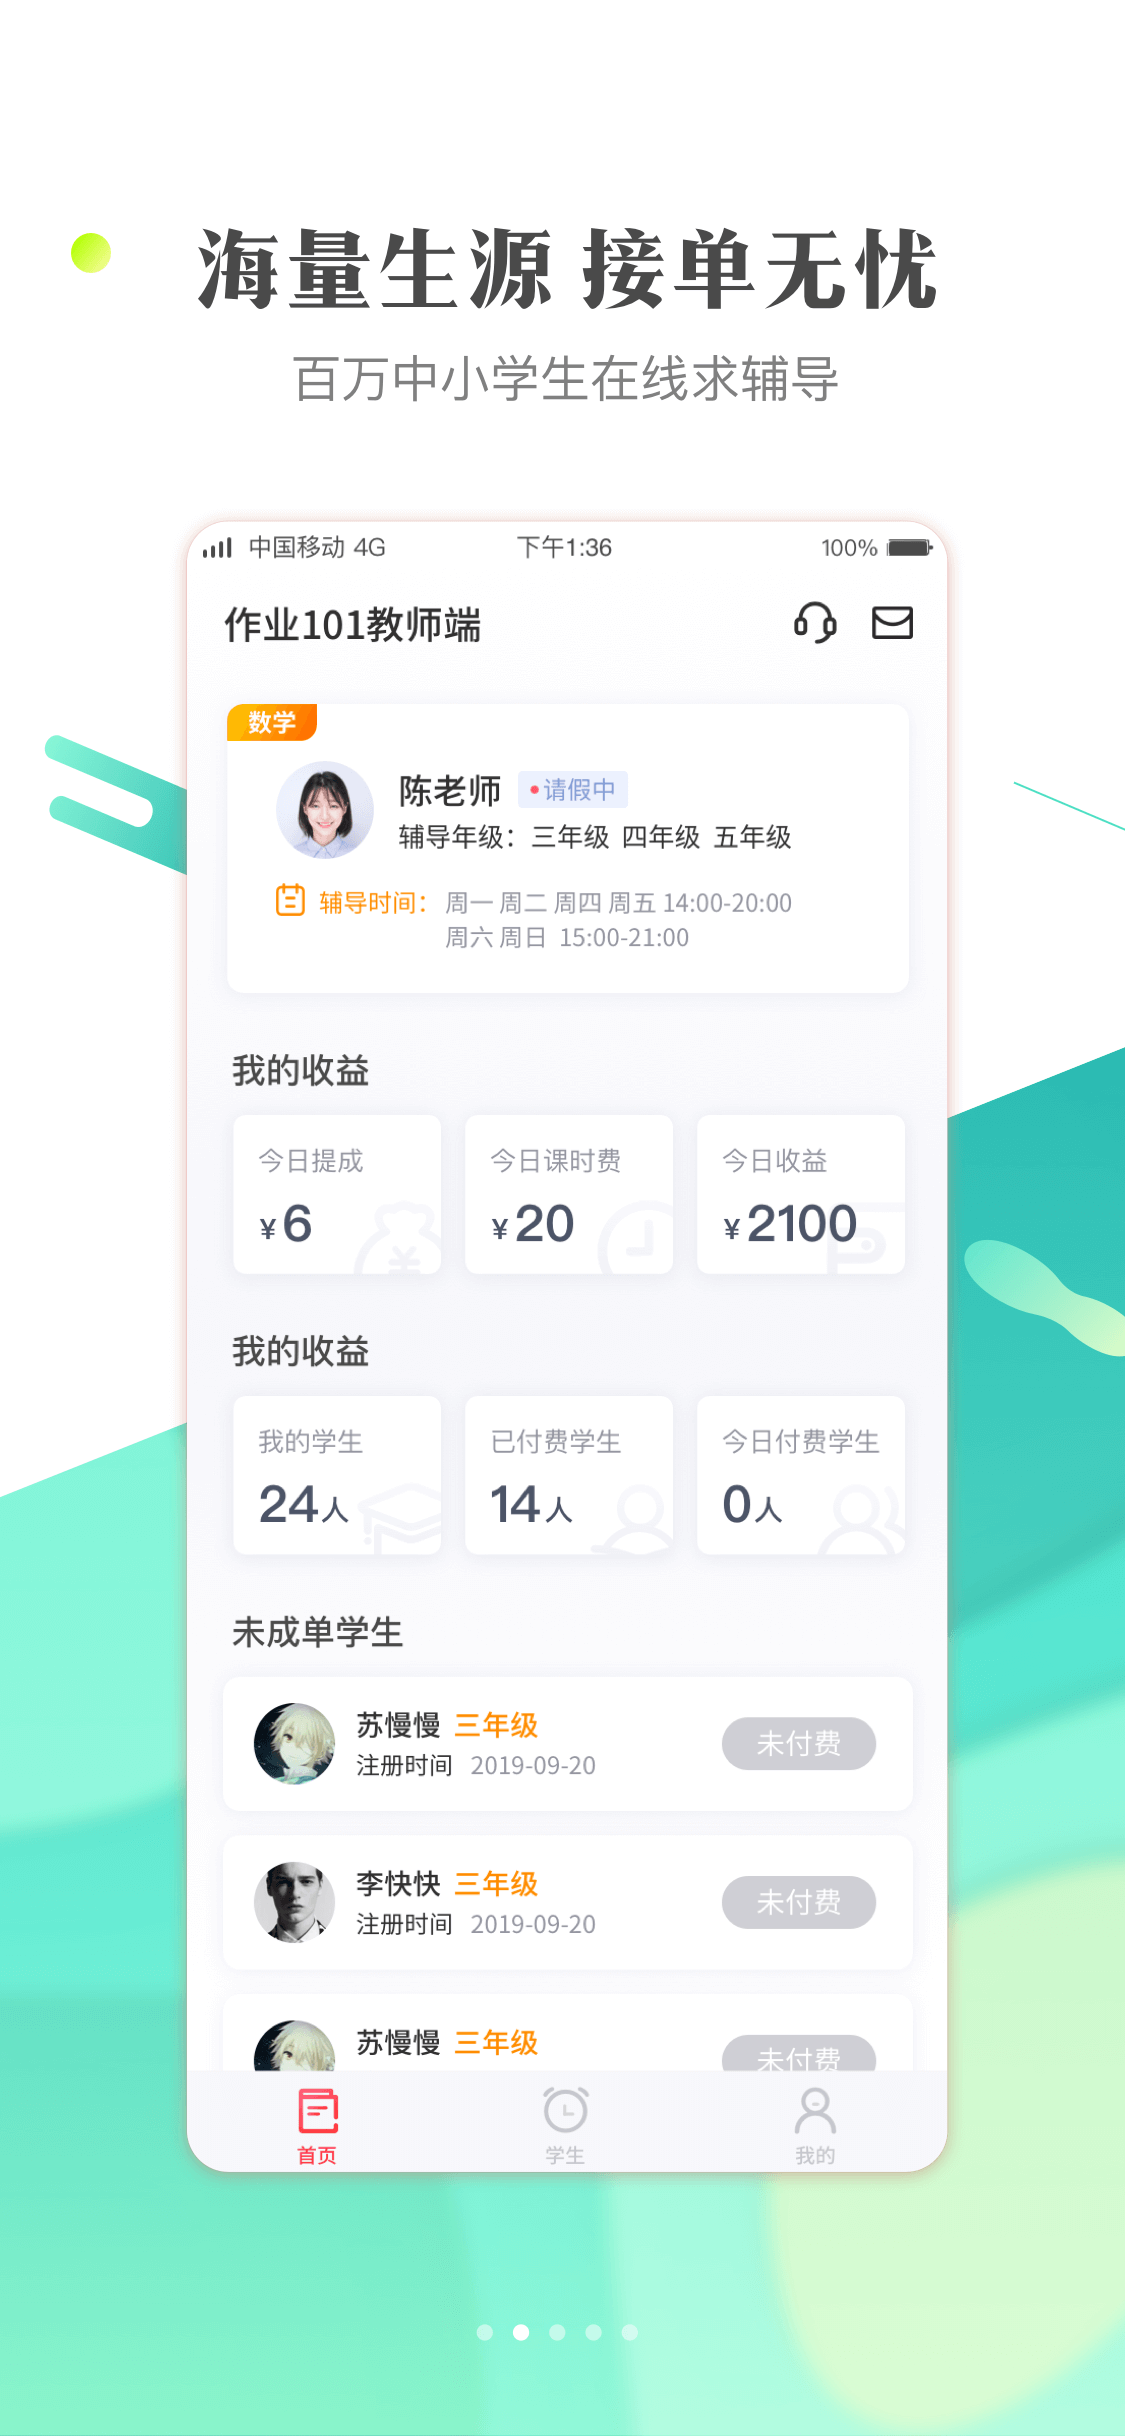 海量生源 接单无忧
百万中小学生在线求辅导
中国移动 4G 下午1:36 100%
作业101教师端
数学
陈老师 请假中
辅导年级：三年级 四年级 五年级
辅导时间： 周一 周二 周四 周五 14:00-20:00
周六 周日 15:00-21:00
我的收益
今日提成 今日课时费 今日收益
¥6 ¥20 ¥2100
我的收益
我的学生 已付费学生 今日付费学生
24人 14人 0人
未成单学生
苏慢慢 三年级
注册时间 2019-09-20
未付费
李快快 三年级
注册时间 2019-09-20
未付费
苏慢慢 三年级
未付费
首页 学生 我的